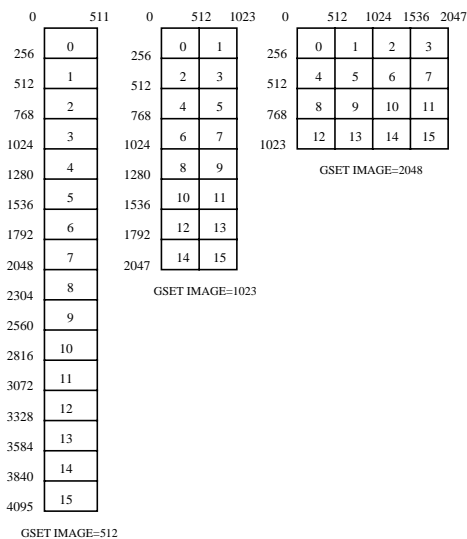 0 511 0 512 1023 0 512 1024 1536 2047
0 0 1 0 1 2 3
256 256 256
1 2 3 4 5 6 7
512 512 512
2 4 5 8 9 10 11
768 768 768
3 6 7 12 13 14 15
1024 1024 1023
4 8 9 GSET IMAGE=2048
1280 1280
5 10 11
1536 1536
6 12 13
1792 1792
7 14 15
2048 2047
8 GSET IMAGE=1023
2304
9
2560
10
2816
11
3072
12
3328
13
3584
14
3840
15
4095
GSET IMAGE=512